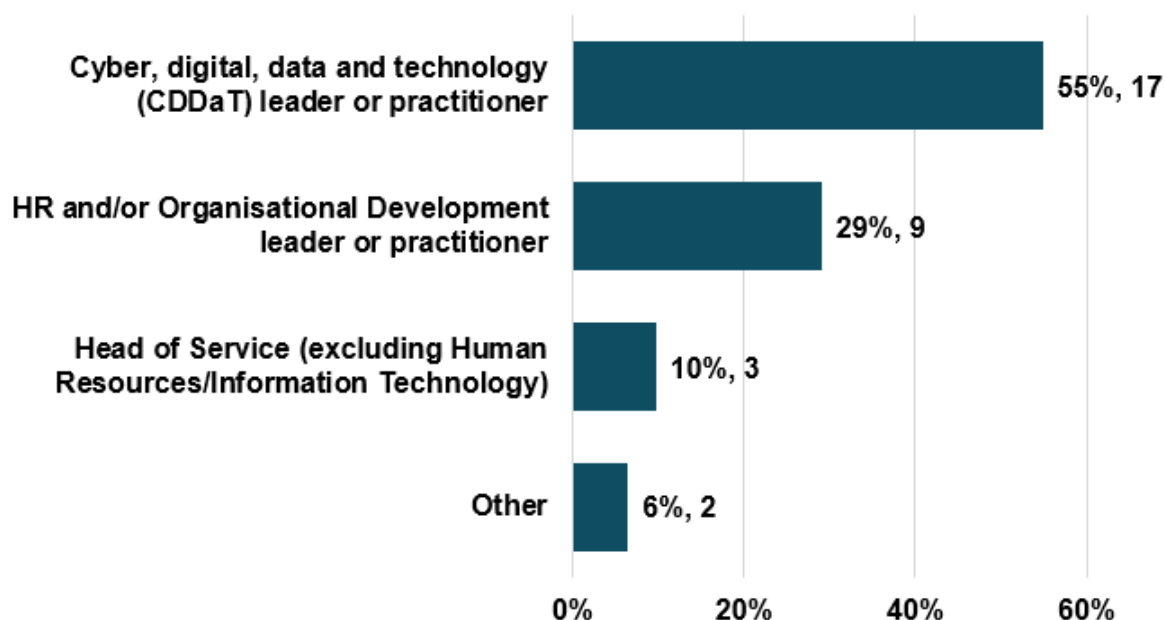 Cyber, digital, data and technology
(CDDaT) leader or practitioner
55%, 17
HR and/or Organisational Development
leader or practitioner
29%, 9
Head of Service (excluding Human
Resources/Information Technology)
10%, 3
Other
6%, 2
0% 20% 40% 60%